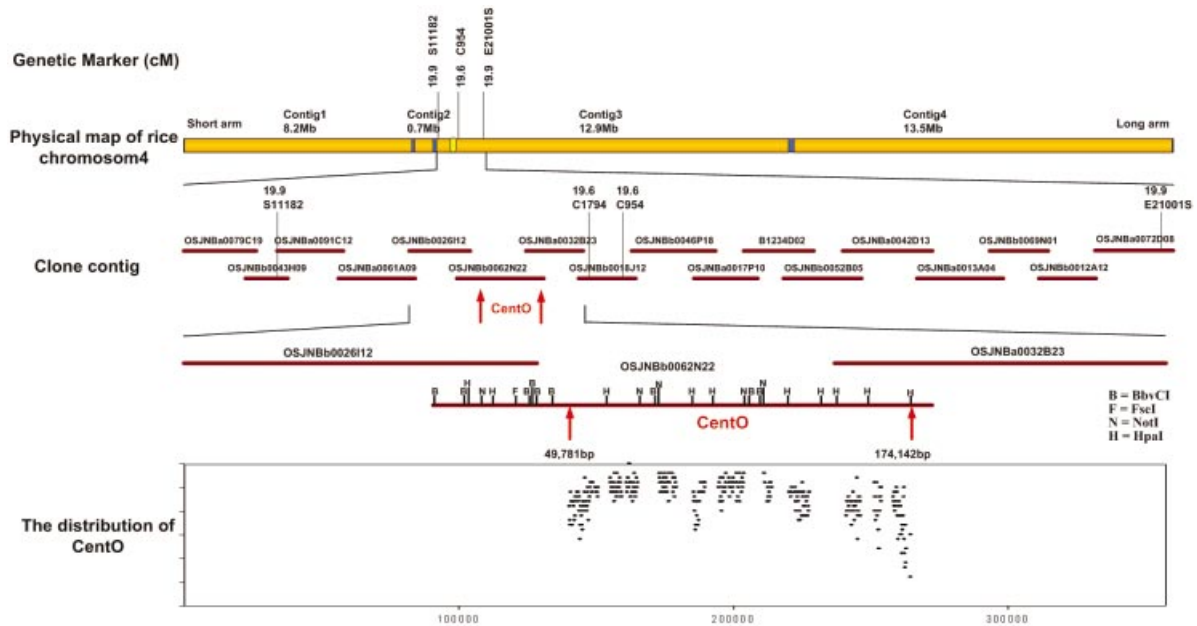 Genetic Marker (cM)
19.9 S11182
19.6 C954
19.9 E21001S
Physical map of rice
chromosom4
Short arm
Contig1
8.2Mb
Contig2
0.7Mb
Contig3
12.9Mb
Contig4
13.5Mb
Long arm
19.9
S11182
19.6
C1794
19.6
C954
19.9
E21001S
Clone contig
OSJNBa0079C19 OSJNBa0091C12 OSJNBb0026I12 OSJNBa0032B23 OSJNBb0046P18 B1234D02 OSJNBa0042D13 OSJNBb0069N01 OSJNBa0072D08
OSJNBb0043H09 OSJNBa0061A09 OSJNBb0062N22 OSJNBb0018J12 OSJNBa0017P10 OSJNBb0052B05 OSJNBa0013A04 OSJNBb0012A12
CentO
OSJNBb0026I12 OSJNBb0062N22 OSJNBa0032B23
B B H N H F B B B B H N B N H H N B B N H H H H H
CentO
B = BbvCI
F = FseI
N = NotI
H = HpaI
49,781bp 174,142bp
The distribution of
CentO
100000 200000 300000